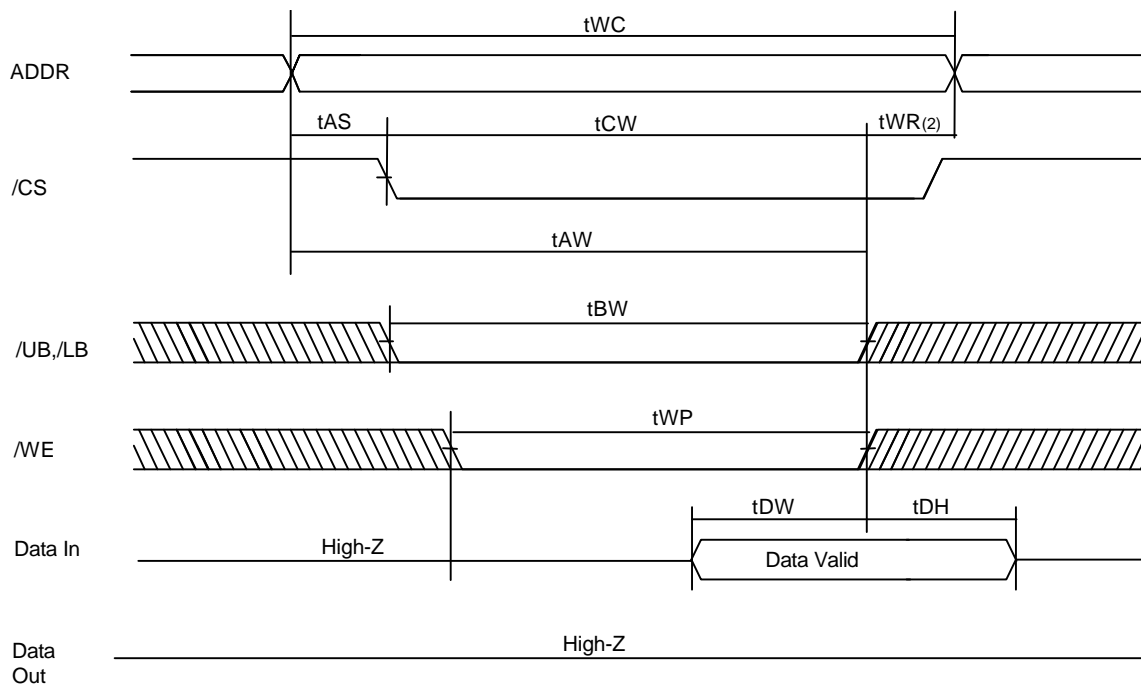 tWC
ADDR
tAS tCW tWR(2)
/CS
tAW
tBW
/UB,/LB
tWP
/WE
tDW tDH
Data In High-Z Data Valid
High-Z
Data
Out